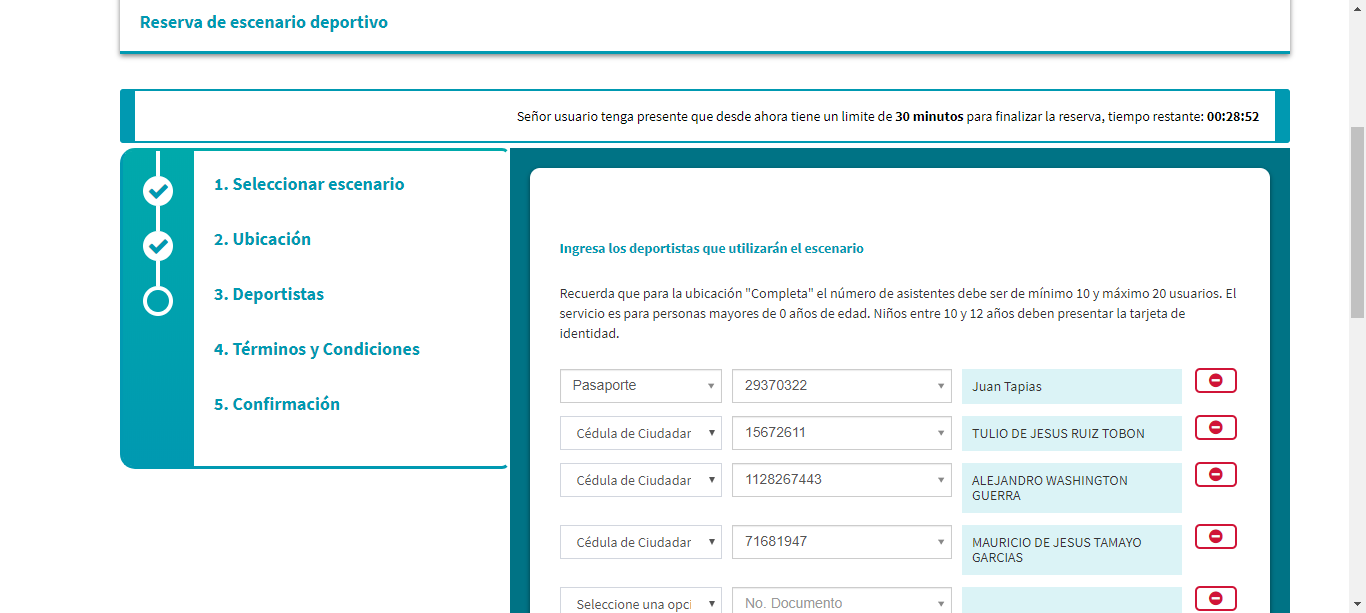 Reserva de escenario deportivo
Señor usuario tenga presente que desde ahora tiene un limite de 30 minutos para finalizar la reserva, tiempo restante: 00:28:52
1. Seleccionar escenario
2. Ubicación
3. Deportistas
4. Términos y Condiciones
5. Confirmación
Ingresa los deportistas que utilizarán el escenario
Recuerda que para la ubicación "Completa" el número de asistentes debe ser de mínimo 10 y máximo 20 usuarios. El
servicio es para personas mayores de 0 años de edad. Niños entre 10 y 12 años deben presentar la tarjeta de
identidad.
Pasaporte 29370322 Juan Tapias
Cédula de Ciudadar 15672611 TULIO DE JESUS RUIZ TOBON
Cédula de Ciudadar 1128267443 ALEJANDRO WASHINGTON
GUERRA
Cédula de Ciudadar 71681947 MAURICIO DE JESUS TAMAYO
GARCIAS
Seleccione una opci No. Documento